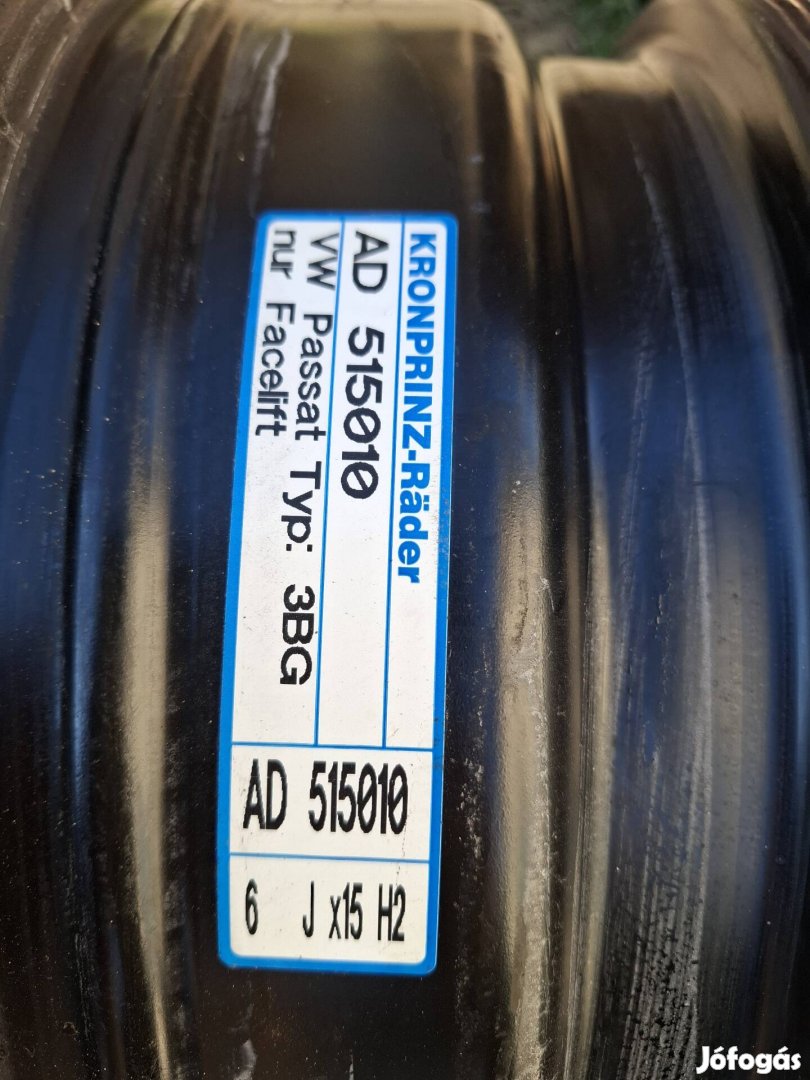 KRONPRINZ-Räder
AD 515010
VW Passat Typ: 3BG
nur Facelift
AD 515010
6 J x15 H2
Jófogás